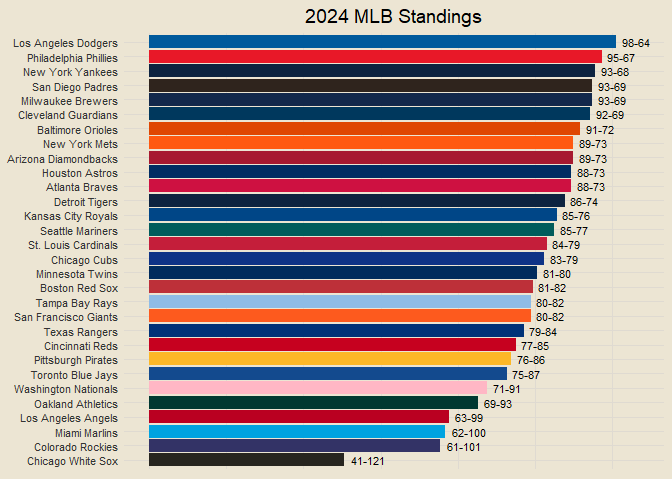 2024 MLB Standings
Los Angeles Dodgers 98-64
Philadelphia Phillies 95-67
New York Yankees 93-68
San Diego Padres 93-69
Milwaukee Brewers 93-69
Cleveland Guardians 92-69
Baltimore Orioles 91-72
New York Mets 89-73
Arizona Diamondbacks 89-73
Houston Astros 88-73
Atlanta Braves 88-73
Detroit Tigers 86-74
Kansas City Royals 85-76
Seattle Mariners 85-77
St. Louis Cardinals 84-79
Chicago Cubs 83-79
Minnesota Twins 81-80
Boston Red Sox 81-82
Tampa Bay Rays 80-82
San Francisco Giants 80-82
Texas Rangers 79-84
Cincinnati Reds 77-85
Pittsburgh Pirates 76-86
Toronto Blue Jays 75-87
Washington Nationals 71-91
Oakland Athletics 69-93
Los Angeles Angels 63-99
Miami Marlins 62-100
Colorado Rockies 61-101
Chicago White Sox 41-121